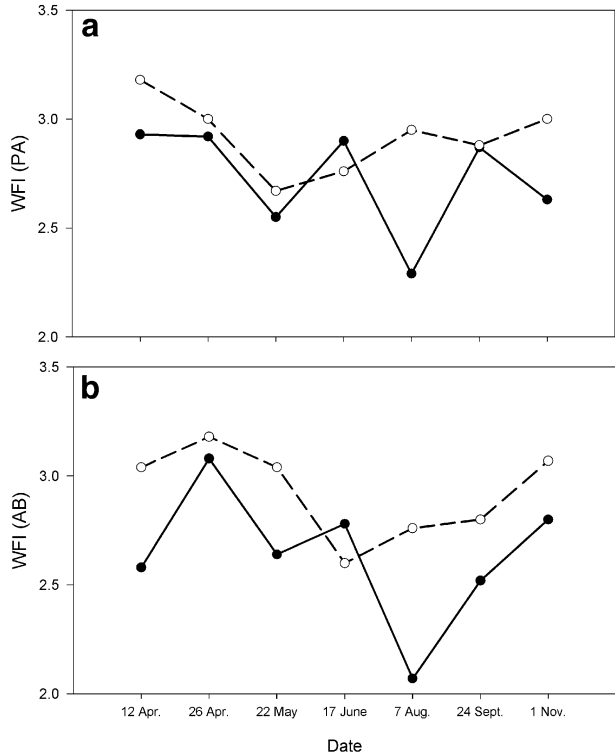 a
3.5
3.0
2.5
2.0
WFI (PA)
b
3.5
3.0
2.5
2.0
WFI (AB)
12 Apr. 26 Apr. 22 May 17 June 7 Aug. 24 Sept. 1 Nov.
Date